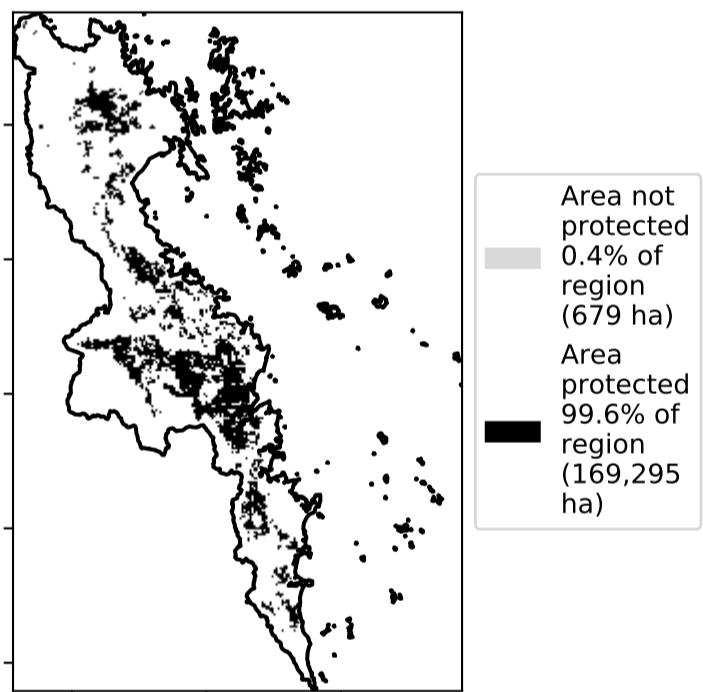 Area not
protected
0.4% of
region
(679 ha)
Area
protected
99.6% of
region
(169,295
ha)